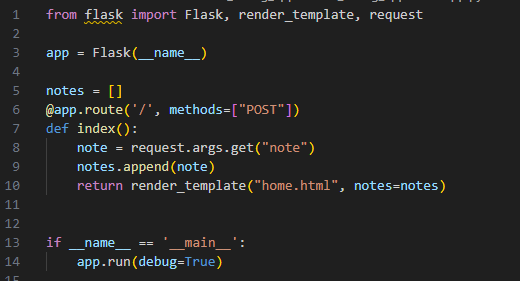 1 from flask import Flask, render_template, request
2
3 app = Flask(__name__)
4
5 notes = []
6 @app.route('/', methods=["POST"])
7 def index():
8     note = request.args.get("note")
9     notes.append(note)
10     return render_template("home.html", notes=notes)
11
12
13 if __name__ == '__main__':
14     app.run(debug=True)
15